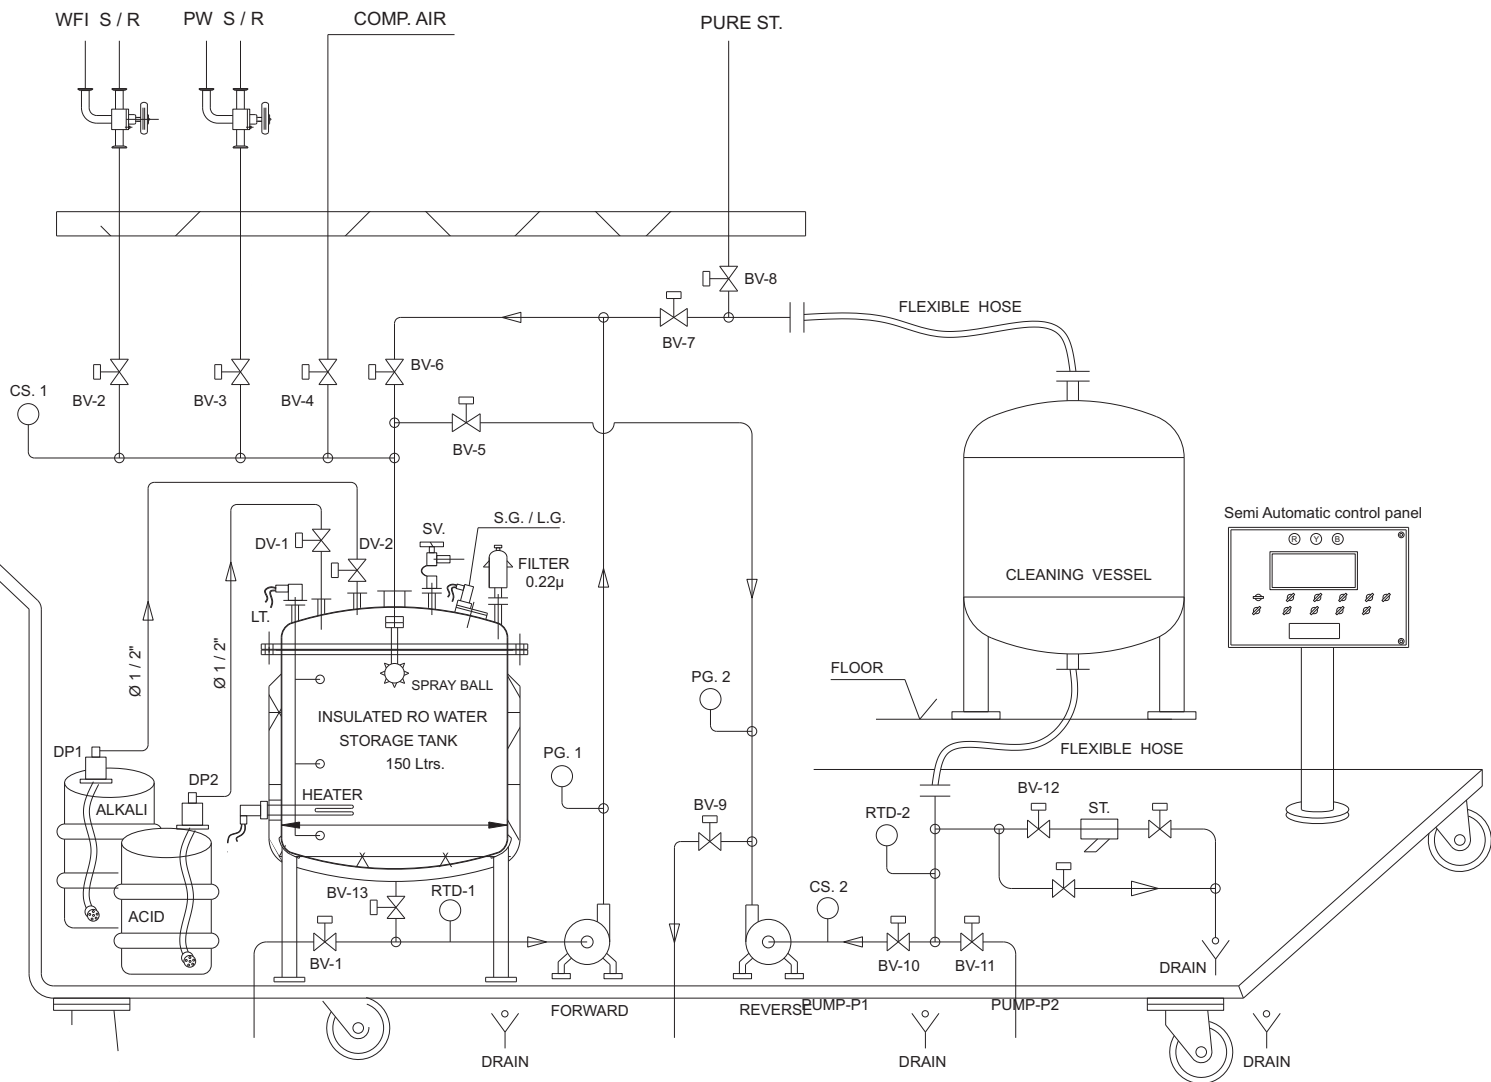 WFI S / R
PW S / R
COMP. AIR
PURE ST.
BV-8
FLEXIBLE HOSE
BV-7
BV-6
CS. 1
BV-2
BV-3
BV-4
BV-5
S.G. / L.G.
SV.
Semi Automatic control panel
DV-1
DV-2
R Y B
FILTER
0.22µ
CLEANING VESSEL
LT.
Ø 1 / 2"
Ø 1 / 2"
FLOOR
PG. 2
SPRAY BALL
INSULATED RO WATER
STORAGE TANK
150 Ltrs.
DP1
PG. 1
FLEXIBLE HOSE
DP2
HEATER
BV-12
ALKALI
BV-9
RTD-2
ST.
BV-13
RTD-1
CS. 2
ACID
BV-1
BV-10
BV-11
DRAIN
FORWARD
REVERSE
PUMP-P1
PUMP-P2
DRAIN
DRAIN
DRAIN